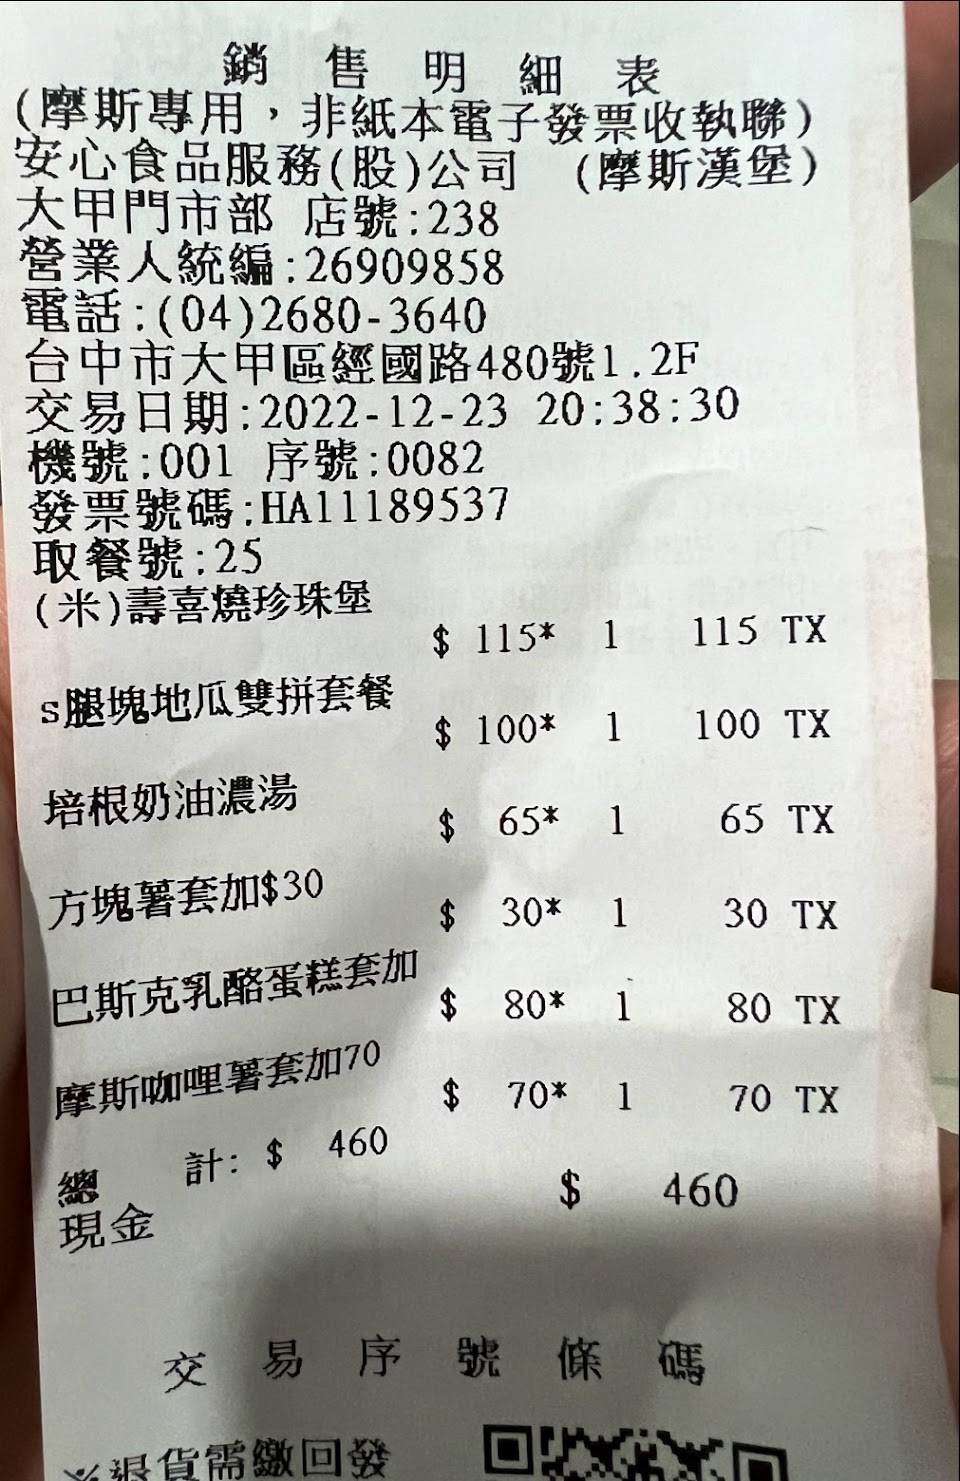 銷售明細表
(摩斯專用，非紙本電子發票收執聯)
安心食品服務(股)公司 (摩斯漢堡)
大甲門市部 店號:238
營業人統編:26909858
電話:(04)2680-3640
台中市大甲區經國路480號1.2F
交易日期:2022-12-23 20:38:30
機號:001 序號:0082
發票號碼:HA11189537
取餐號:25
(米)壽喜燒珍珠堡
$ 115* 1 115 TX
s腿塊地瓜雙拼套餐
$ 100* 1 100 TX
培根奶油濃湯
$ 65* 1 65 TX
方塊薯套加$30
$ 30* 1 30 TX
巴斯克乳酪蛋糕套加
$ 80* 1 80 TX
摩斯咖哩薯套加70
$ 70* 1 70 TX
總 計: $ 460
現金 $ 460
交易序號條碼
※退貨需繳回發